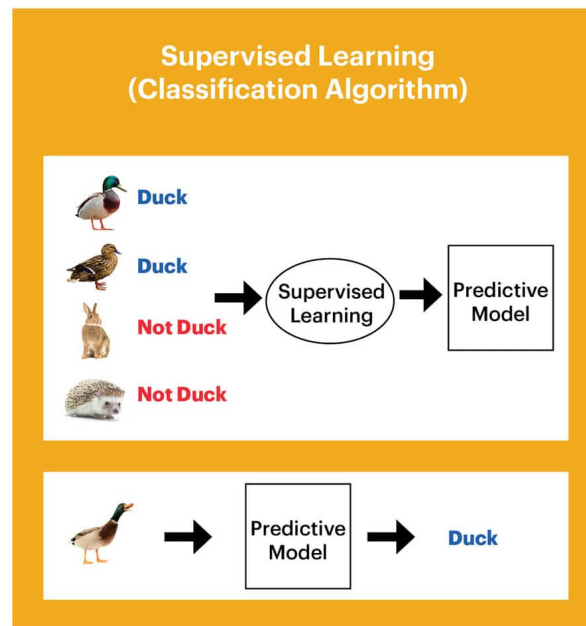 Supervised Learning
(Classification Algorithm)
Duck
Duck
Not Duck
Not Duck
Supervised
Learning
Predictive
Model
Predictive
Model
Duck